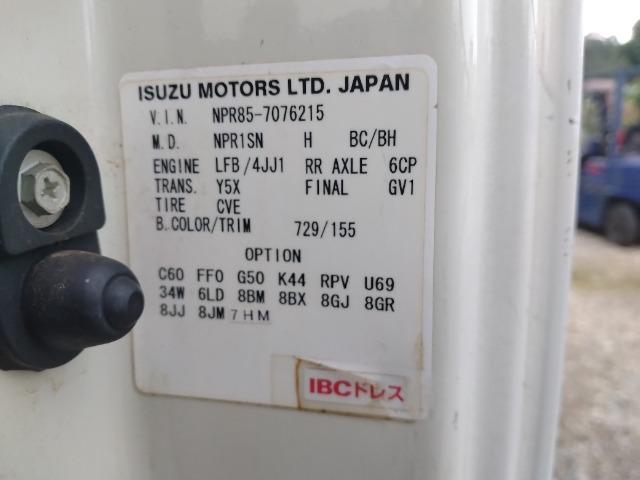 ISUZU MOTORS LTD. JAPAN
V.I.N. NPR85-7076215
M.D. NPR1SN H BC/BH
ENGINE LFB/4JJ1 RR AXLE 6CP
TRANS. Y5X FINAL GV1
TIRE CVE
B.COLOR/TRIM 729/155
OPTION
C60 FF0 G50 K44 RPV U69
34W 6LD 8BM 8BX 8GJ 8GR
8JJ 8JM 7HM
IBCドレス